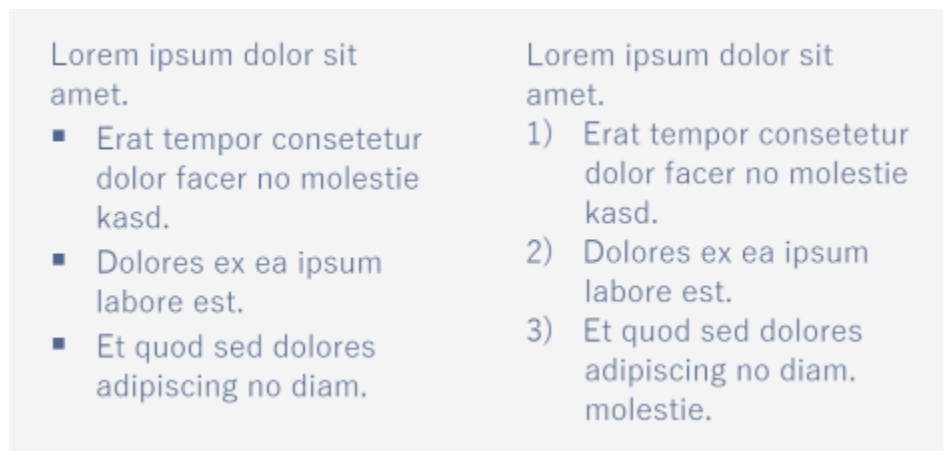 Lorem ipsum dolor sit
amet.
▪ Erat tempor consetetur
dolor facer no molestie
kasd.
▪ Dolores ex ea ipsum
labore est.
▪ Et quod sed dolores
adipiscing no diam.
Lorem ipsum dolor sit
amet.
1) Erat tempor consetetur
dolor facer no molestie
kasd.
2) Dolores ex ea ipsum
labore est.
3) Et quod sed dolores
adipiscing no diam.
molestie.